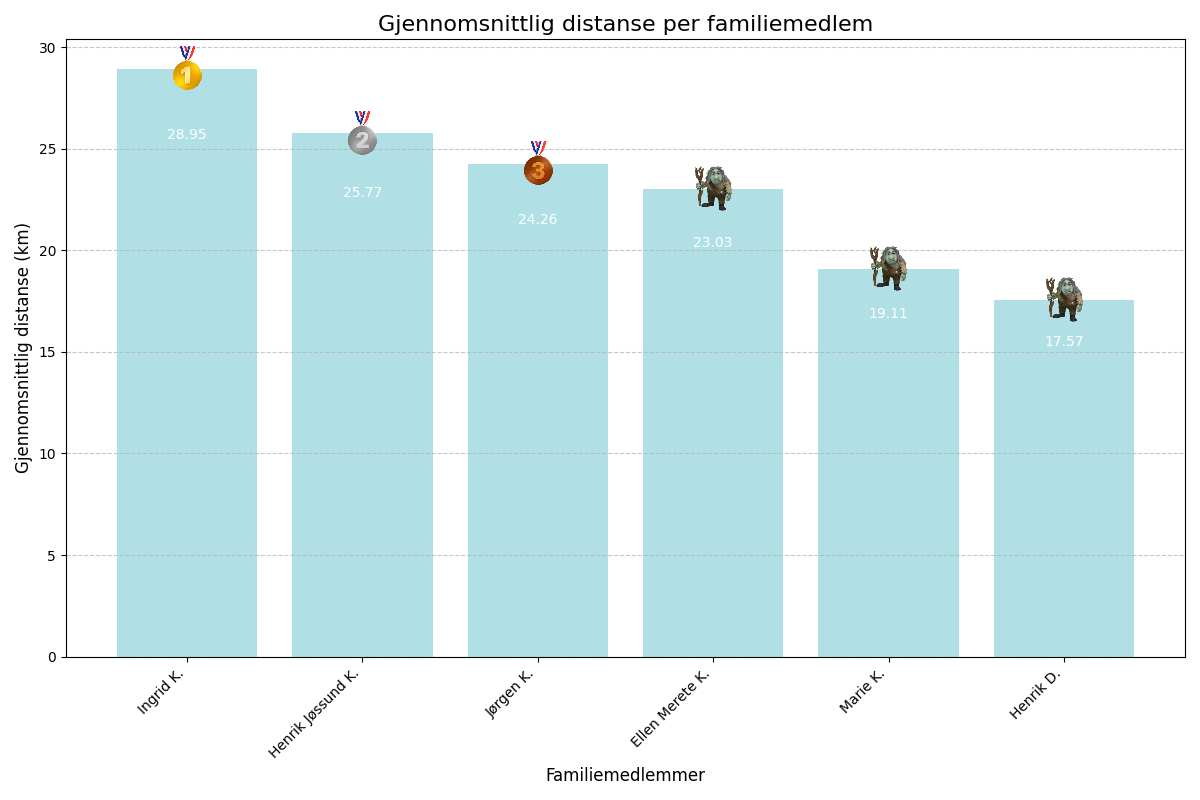 Gjennomsnittlig distanse per familiemedlem
Gjennomsnittlig distanse (km)
30
25
20
15
10
5
0
1
2
3
28.95
25.77
24.26
23.03
19.11
17.57
Ingrid K.
Henrik Jøssund K.
Jørgen K.
Ellen Merete K.
Marie K.
Henrik D.
Familiemedlemmer